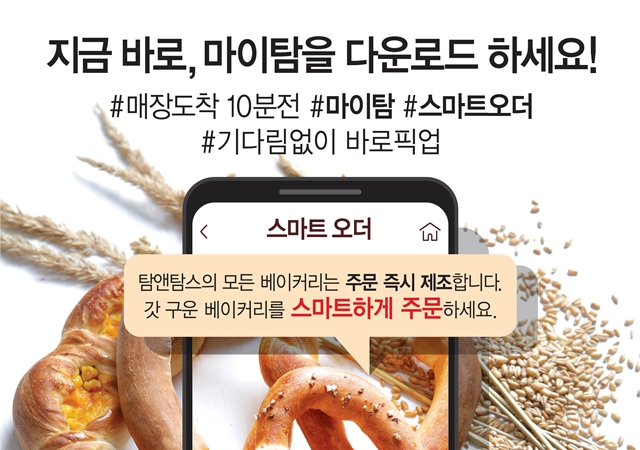 지금 바로, 마이탐을 다운로드 하세요!
#매장도착 10분전 #마이탐 #스마트오더
#기다림없이 바로픽업
스마트 오더
탐앤탐스의 모든 베이커리는 주문 즉시 제조합니다.
갓 구운 베이커리를 스마트하게 주문하세요.